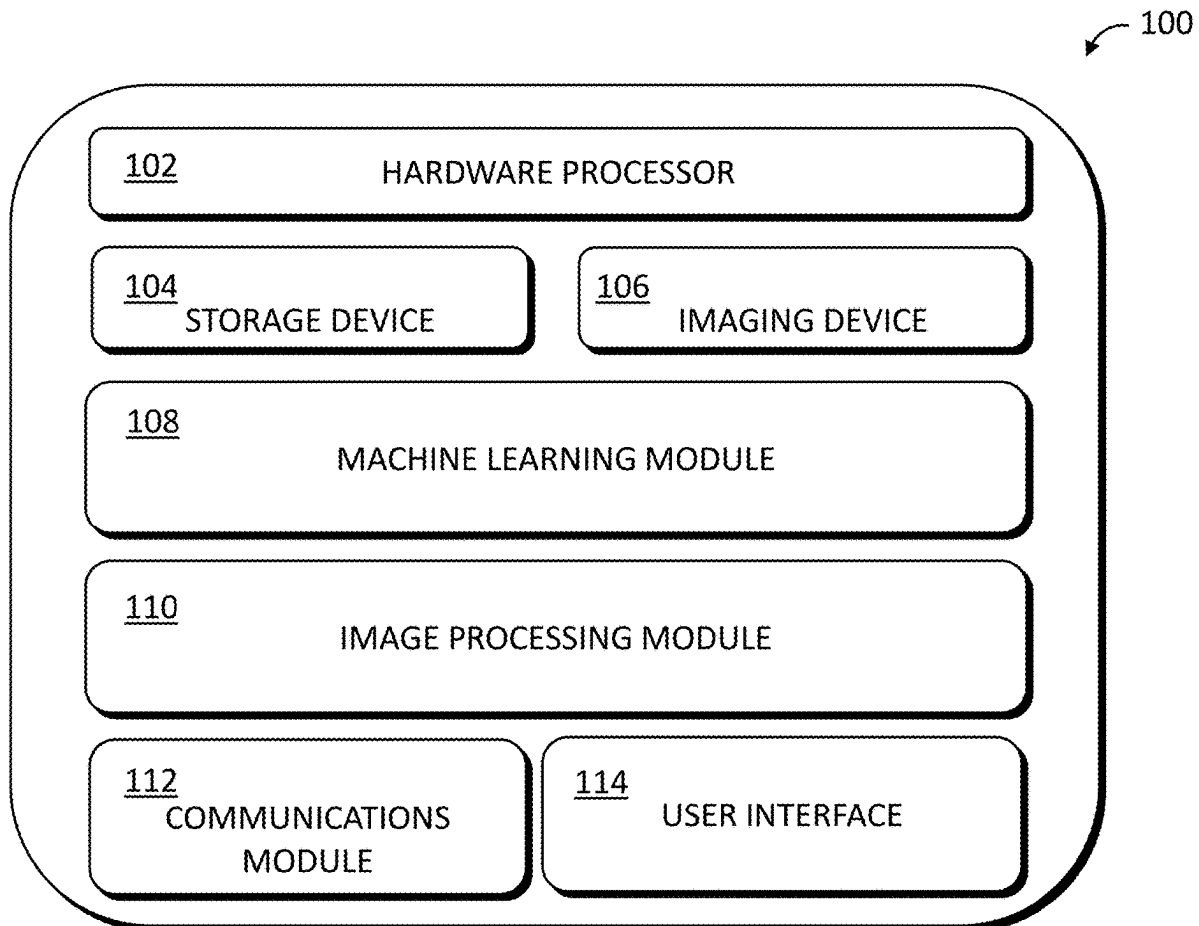 100
102
HARDWARE PROCESSOR
104
STORAGE DEVICE
106
IMAGING DEVICE
108
MACHINE LEARNING MODULE
110
IMAGE PROCESSING MODULE
112
COMMUNICATIONS
MODULE
114
USER INTERFACE